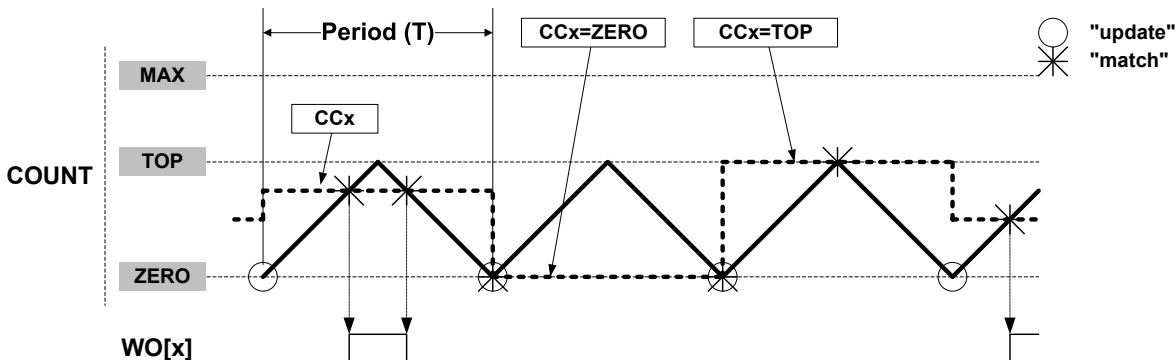 Period (T)
CCx=ZERO
CCx=TOP
"update"
"match"
MAX
CCx
TOP
COUNT
ZERO
WO[x]